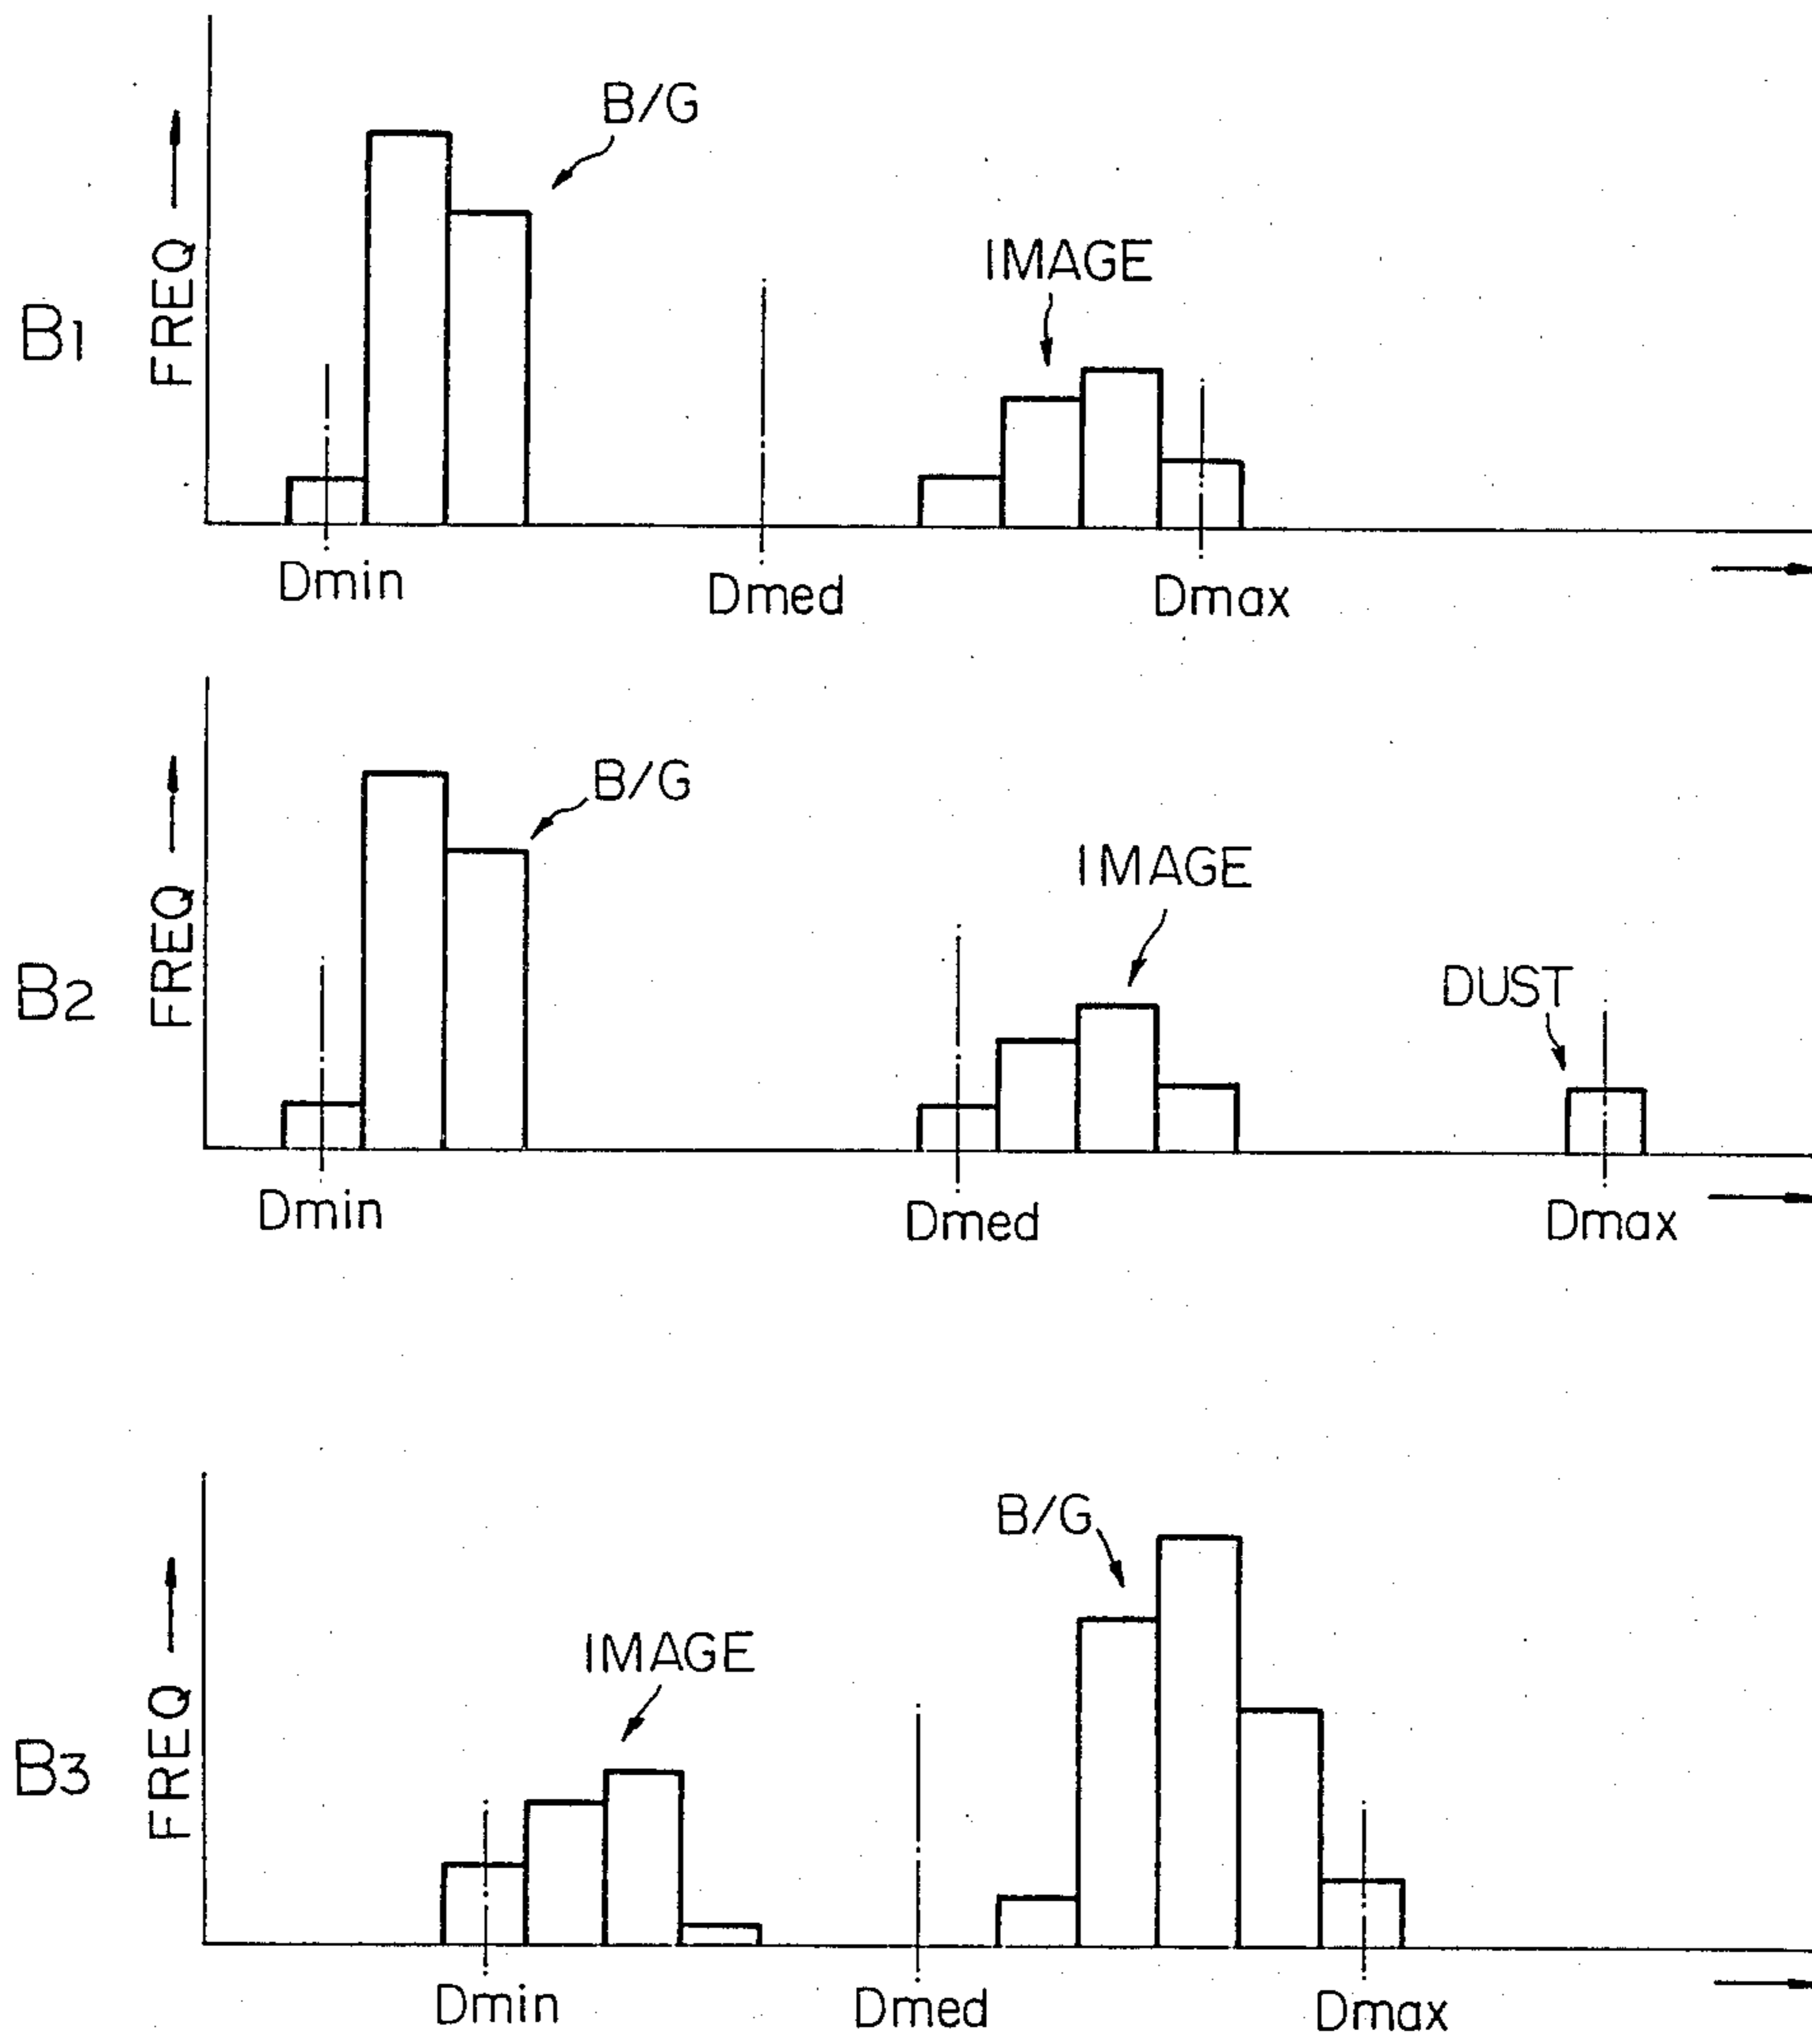 B1
FREQ
B/G
IMAGE
Dmin
Dmed
Dmax
B2
FREQ
B/G
IMAGE
DUST
Dmin
Dmed
Dmax
B3
FREQ
IMAGE
B/G
Dmin
Dmed
Dmax